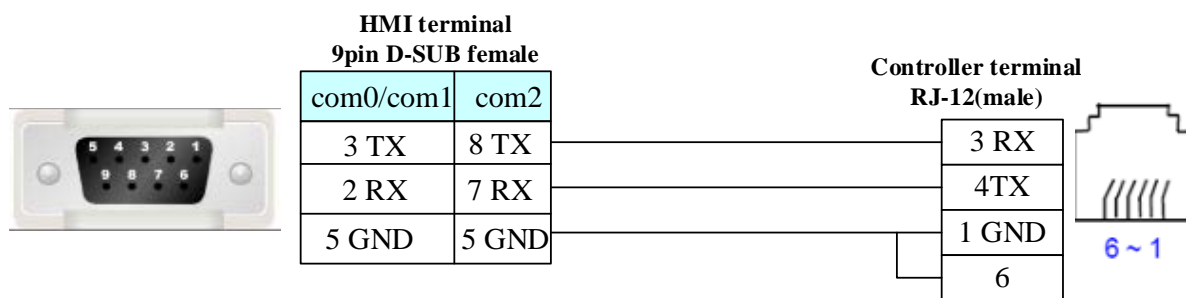 HMI terminal
9pin D-SUB female
com0/com1 com2
3 TX 8 TX
2 RX 7 RX
5 GND 5 GND
5 4 3 2 1
9 8 7 6
Controller terminal
RJ-12(male)
3 RX
4TX
1 GND
6
6 ~ 1